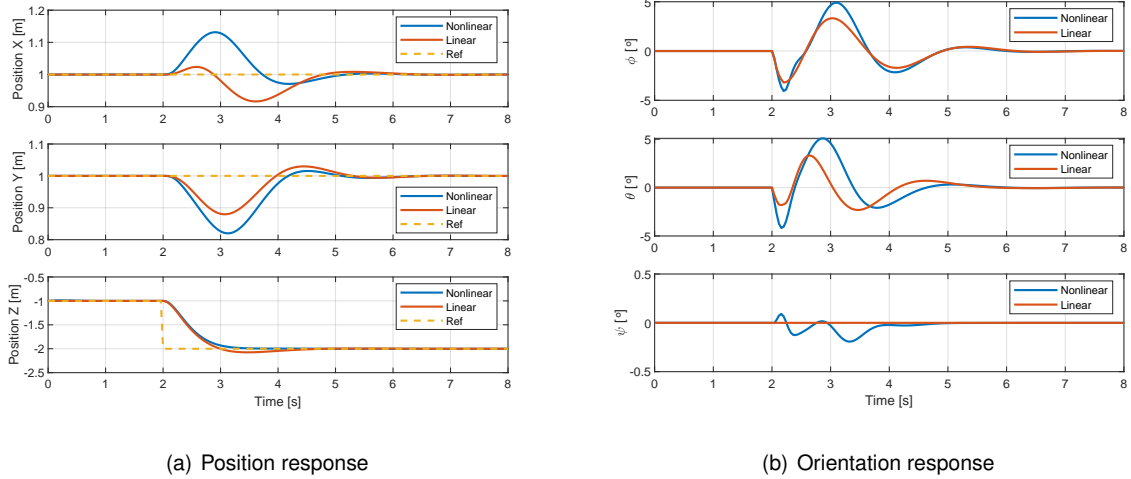 Position X [m]
1.2
1.1
1
0.9
Nonlinear
Linear
Ref
0 1 2 3 4 5 6 7 8
Position Y [m]
1.1
1
0.9
0.8
Nonlinear
Linear
Ref
0 1 2 3 4 5 6 7 8
Position Z [m]
-0.5
-1
-1.5
-2
-2.5
Nonlinear
Linear
Ref
0 1 2 3 4 5 6 7 8
Time [s]
(a) Position response
ϕ [º]
5
0
-5
Nonlinear
Linear
0 1 2 3 4 5 6 7 8
θ [º]
5
0
-5
Nonlinear
Linear
0 1 2 3 4 5 6 7 8
ψ [º]
0.5
0
-0.5
Nonlinear
Linear
0 1 2 3 4 5 6 7 8
Time [s]
(b) Orientation response